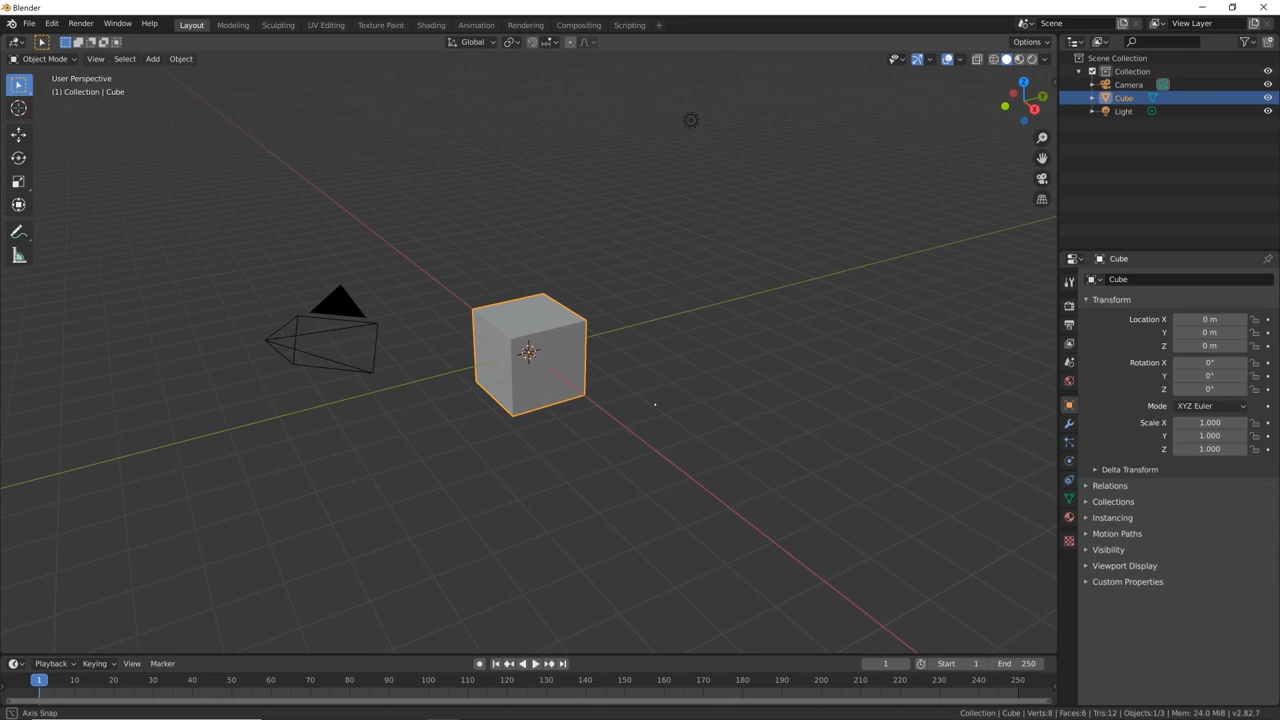 Blender
File Edit Render Window Help Layout Modeling Sculpting UV Editing Texture Paint Shading Animation Rendering Compositing Scripting + Scene View Layer
Global Options
Object Mode View Select Add Object
User Perspective
(1) Collection | Cube
Z
Y
X
Scene Collection
Collection
Camera
Cube
Light
Cube
Cube
Transform
Location X 0 m
Y 0 m
Z 0 m
Rotation X 0°
Y 0°
Z 0°
Mode XYZ Euler
Scale X 1.000
Y 1.000
Z 1.000
Delta Transform
Relations
Collections
Instancing
Motion Paths
Visibility
Viewport Display
Custom Properties
Playback Keying View Marker 1 Start 1 End 250
1 10 20 30 40 50 60 70 80 90 100 110 120 130 140 150 160 170 180 190 200 210 220 230 240 250
Axis Snap Collection | Cube | Verts:8 | Faces:6 | Tris:12 | Objects:1/3 | Mem: 24.0 MiB | v2.82.7